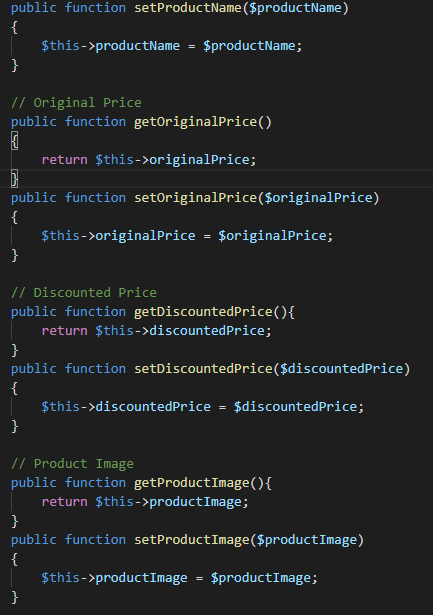 public function setProductName($productName)
{
    $this->productName = $productName;
}

// Original Price
public function getOriginalPrice()
{
    return $this->originalPrice;
}
public function setOriginalPrice($originalPrice)
{
    $this->originalPrice = $originalPrice;
}

// Discounted Price
public function getDiscountedPrice(){
    return $this->discountedPrice;
}
public function setDiscountedPrice($discountedPrice)
{
    $this->discountedPrice = $discountedPrice;
}

// Product Image
public function getProductImage(){
    return $this->productImage;
}
public function setProductImage($productImage)
{
    $this->productImage = $productImage;
}